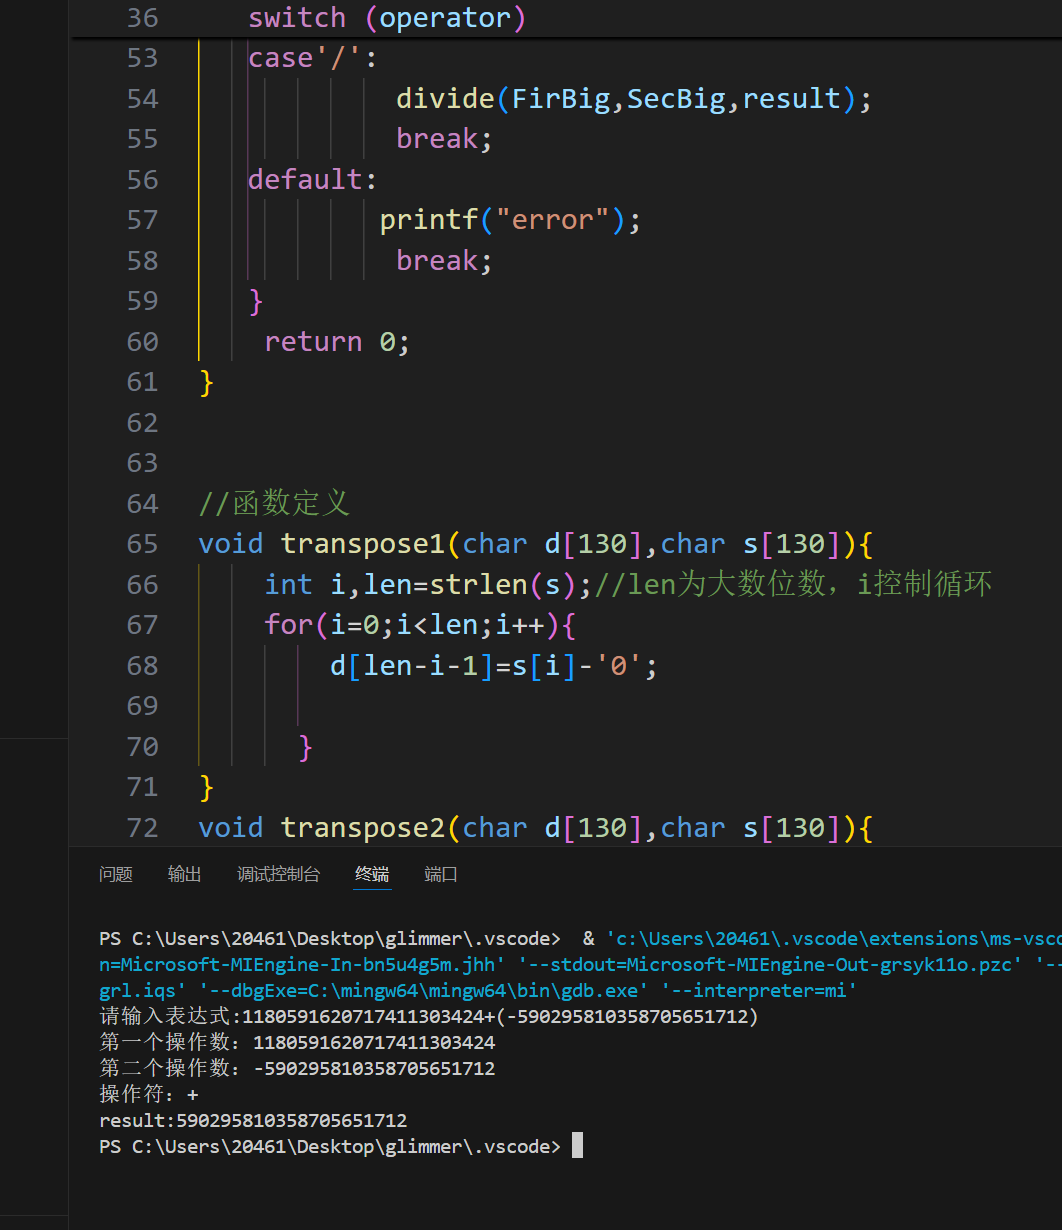 36 switch (operator)
53 case'/':
54 divide(FirBig,SecBig,result);
55 break;
56 default:
57 printf("error");
58 break;
59 }
60 return 0;
61 }
62
63
64 //函数定义
65 void transpose1(char d[130],char s[130]){
66 int i,len=strlen(s);//len为大数位数，i控制循环
67 for(i=0;i<len;i++){
68 d[len-i-1]=s[i]-'0';
69
70 }
71 }
72 void transpose2(char d[130],char s[130]){
问题 输出 调试控制台 终端 端口
PS C:\Users\20461\Desktop\glimmer\.vscode> & 'c:\Users\20461\.vscode\extensions\ms-vsco
n=Microsoft-MIEngine-In-bn5u4g5m.jhh' '--stdout=Microsoft-MIEngine-Out-grsyk11o.pzc' '--
grl.iqs' '--dbgExe=C:\mingw64\mingw64\bin\gdb.exe' '--interpreter=mi'
请输入表达式:1180591620717411303424+(-590295810358705651712)
第一个操作数：1180591620717411303424
第二个操作数：-590295810358705651712
操作符：+
result:590295810358705651712
PS C:\Users\20461\Desktop\glimmer\.vscode>